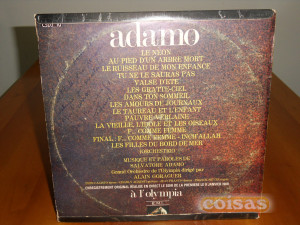 adamo
LE NEON
AU PIED D'UN ARBRE MORT
LE RUISSEAU DE MON ENFANCE
TU NE LE SAURAS PAS
VALSE D'ETE
LES GRATTE-CIEL
DANS TON SOMMEIL
LES AMOURS DE JOURNAUX
LE TAUREAU ET L'ENFANT
PAUVRE VERLAINE
LA VIEILLE, L'IDOLE ET LES OISEAUX
F... COMME FEMME
FINAL: F... COMME FEMME - INCH'ALLAH
LES FILLES DU BORD DE MER
MUSIQUE ET PAROLES DE
SALVATORE ADAMO
Grand Orchestre de l'Olympia dirigé par
ALAIN GORAGUER
à l'olympia
coisas